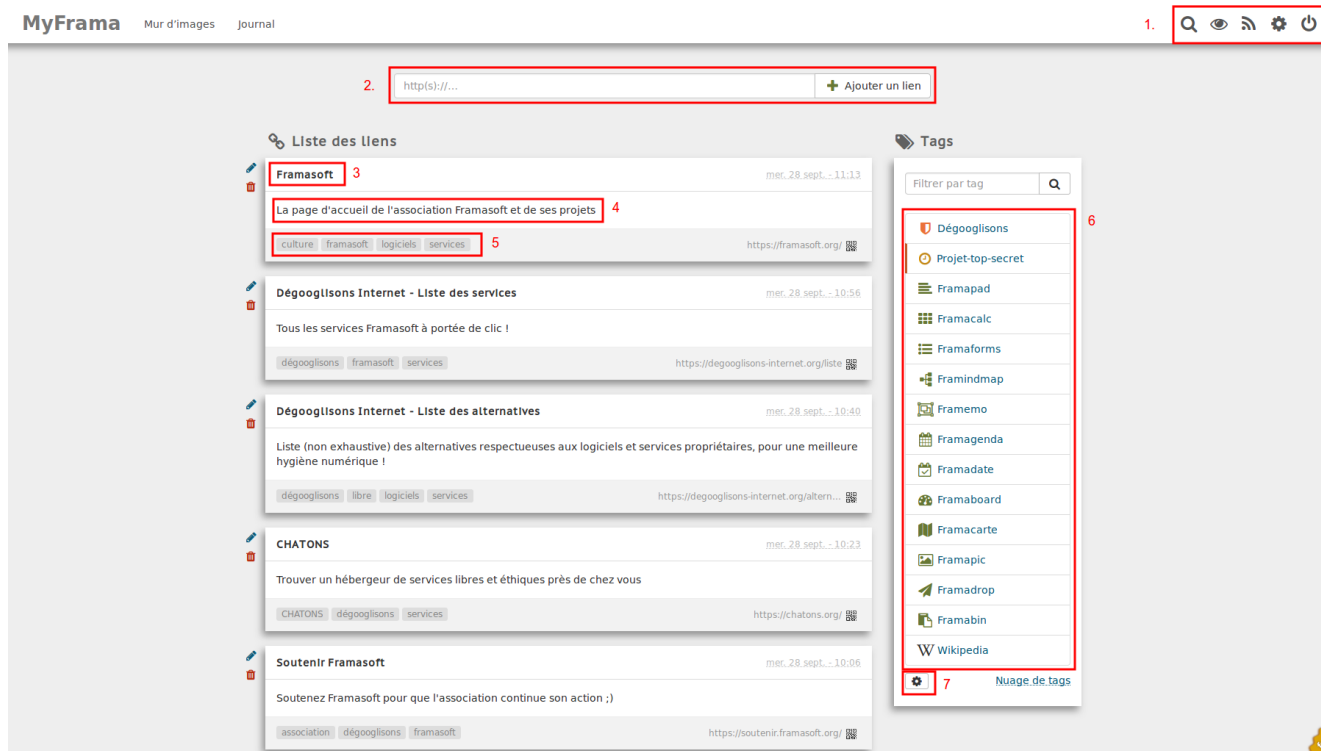 MyFrama Mur d'images Journal 1.
2. http(s)://... Ajouter un lien
Liste des liens
Framasoft 3 mer. 28 sept. - 11:13
La page d'accueil de l'association Framasoft et de ses projets 4
culture framasoft logiciels services 5 https://framasoft.org/
Dégooglisons Internet - Liste des services mer. 28 sept. - 10:56
Tous les services Framasoft à portée de clic !
dégooglisons framasoft services https://degooglisons-internet.org/liste
Dégooglisons Internet - Liste des alternatives mer. 28 sept. - 10:40
Liste (non exhaustive) des alternatives respectueuses aux logiciels et services propriétaires, pour une meilleure
hygiène numérique !
dégooglisons libre logiciels services https://degooglisons-internet.org/altern...
CHATONS mer. 28 sept. - 10:23
Trouver un hébergeur de services libres et éthiques près de chez vous
CHATONS dégooglisons services https://chatons.org/
Soutenir Framasoft mer. 28 sept. - 10:06
Soutenez Framasoft pour que l'association continue son action ;)
association dégooglisons framasoft https://soutenir.framasoft.org/
Tags
Filtrer par tag
6
Dégooglisons
Projet-top-secret
Framapad
Framacalc
Framaforms
Framindmap
Framemo
Framagenda
Framadate
Framaboard
Framacarte
Framapic
Framadrop
Framabin
W Wikipedia
7 Nuage de tags